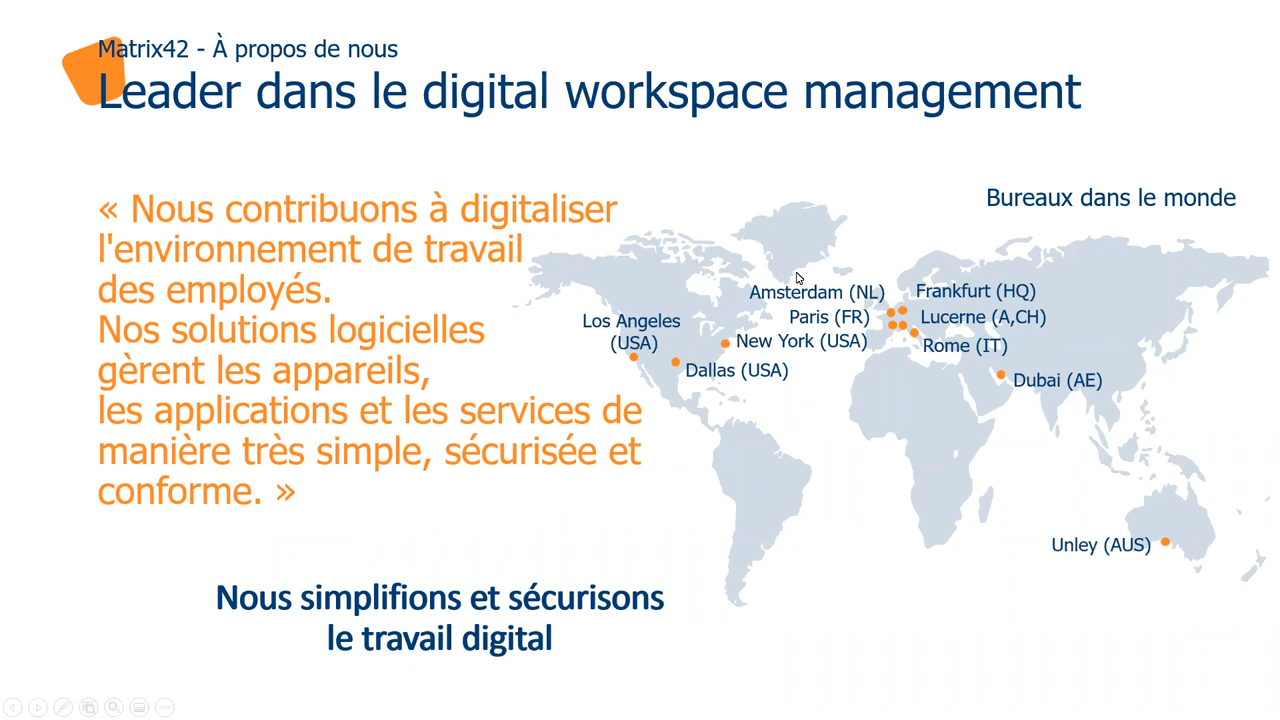 Matrix42 - À propos de nous
Leader dans le digital workspace management
« Nous contribuons à digitaliser
l'environnement de travail
des employés.
Nos solutions logicielles
gèrent les appareils,
les applications et les services de
manière très simple, sécurisée et
conforme. »
Nous simplifions et sécurisons
le travail digital
Bureaux dans le monde
Amsterdam (NL)
Frankfurt (HQ)
Paris (FR)
Lucerne (A,CH)
Los Angeles
(USA)
New York (USA)
Rome (IT)
Dallas (USA)
Dubai (AE)
Unley (AUS)